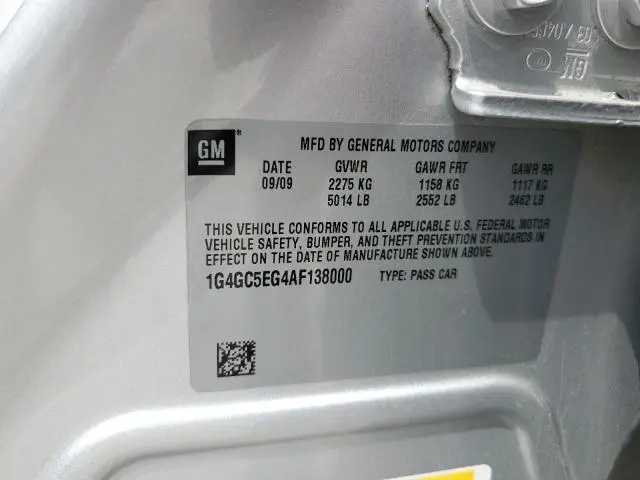 GM ®
MFD BY GENERAL MOTORS COMPANY
DATE GVWR GAWR FRT GAWR RR
09/09 2275 KG 1158 KG 1117 KG
5014 LB 2552 LB 2462 LB
THIS VEHICLE CONFORMS TO ALL APPLICABLE U.S. FEDERAL MOTOR
VEHICLE SAFETY, BUMPER, AND THEFT PREVENTION STANDARDS IN
EFFECT ON THE DATE OF MANUFACTURE SHOWN ABOVE.
1G4GC5EG4AF138000 TYPE: PASS CAR